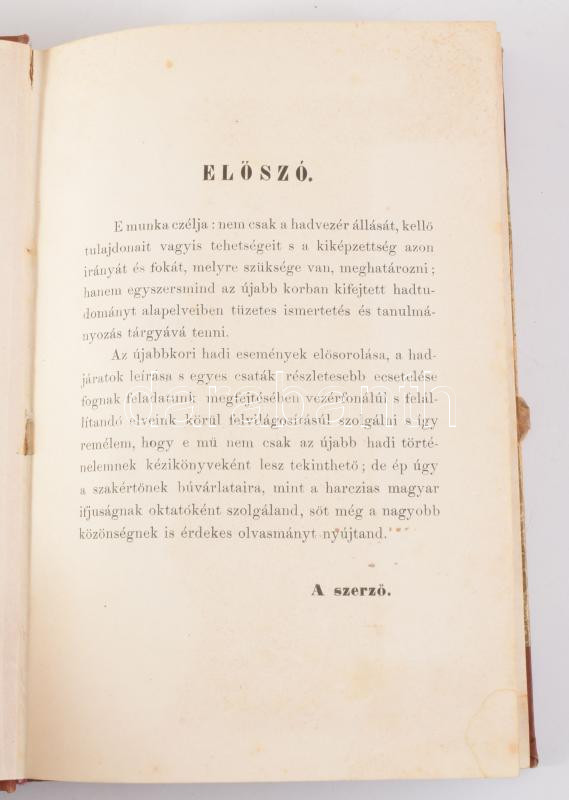 ELŐSZÓ.
E munka czélja : nem csak a hadvezér állását, kellő
tulajdonait vagyis tehetségeit s a kiképzettség azon
irányát és fokát, melyre szüksége van, meghatározni ;
hanem egyszersmind az újabb korban kifejtett hadtu-
dományt alapelveiben tüzetes ismertetés és tanulmá-
nyozás tárgyává tenni.
Az újabbkori hadi események elősorolása, a had-
járatok leírása s egyes csaták részletesebb ecsetelése
fognak feladatunk megfejtésében vezérfonálúl s felál-
lítandó elveink körül felvilágosításúl szolgálni s így
remélem, hogy e mü nem csak az újabb hadi törté-
nelemnek kézikönyveként lesz tekinthető ; de ép úgy
a szakértőnek búvárlataira, mint a harczias magyar
ifjuságnak oktatóként szolgáland, sőt még a nagyobb
közönségnek is érdekes olvasmányt nyújtand.
A szerző.
darabanth